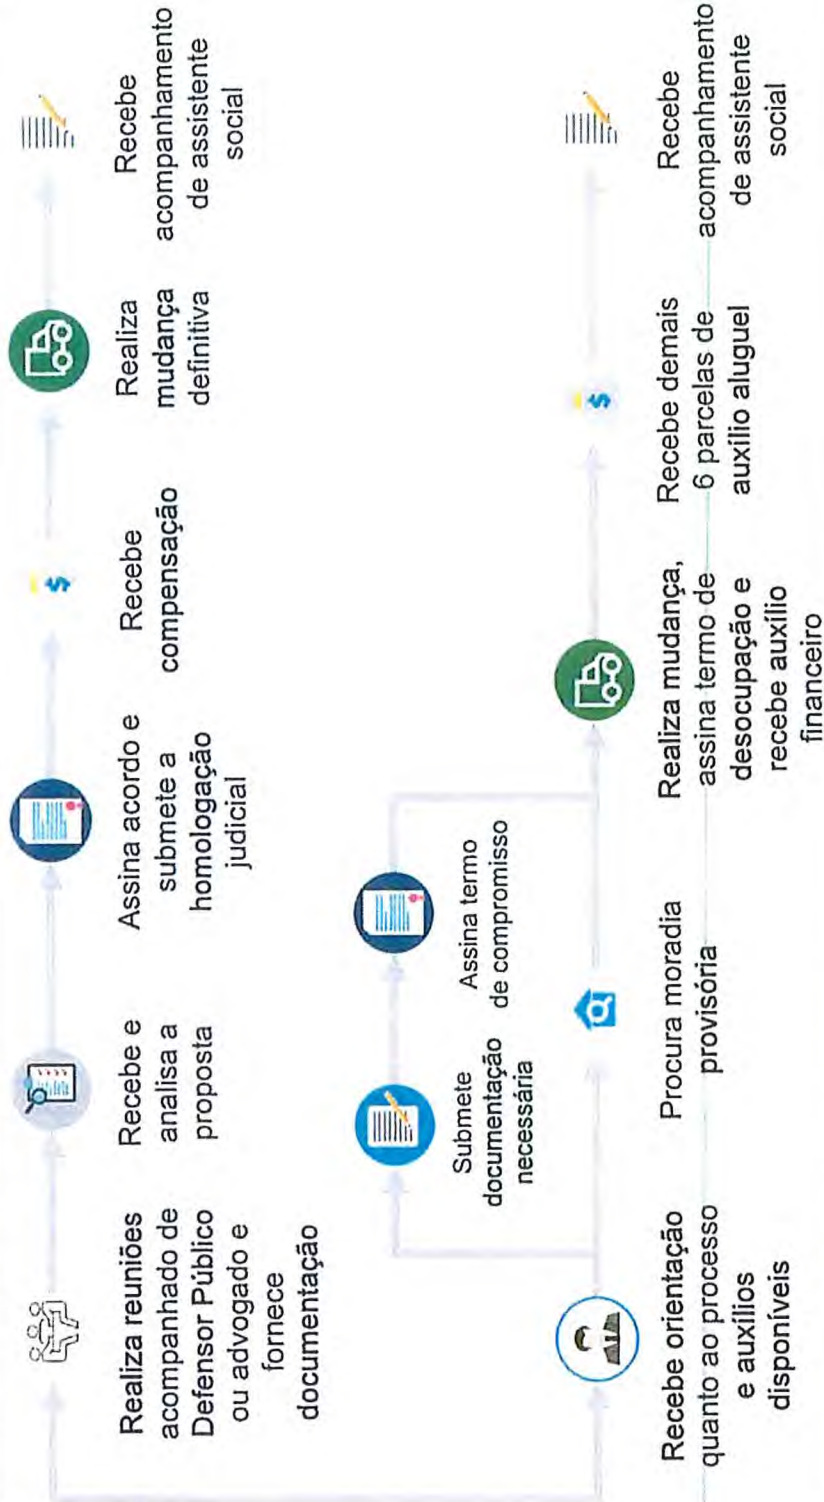 Realiza reuniões
acompanhado de
Defensor Público
ou advogado e
fornece
documentação
Recebe e
analisa a
proposta
Assina acordo e
submete a
homologação
judicial
Recebe
compensação
Realiza
mudança
definitiva
Recebe
acompanhamento
de assistente
social
Submete
documentação
necessária
Assina termo
de compromisso
Recebe orientação
quanto ao processo
e auxílios
disponíveis
Procura moradia
provisória
Realiza mudança,
assina termo de
desocupação e
recebe auxílio
financeiro
Recebe demais
6 parcelas de
auxílio aluguel
Recebe
acompanhamento
de assistente
social